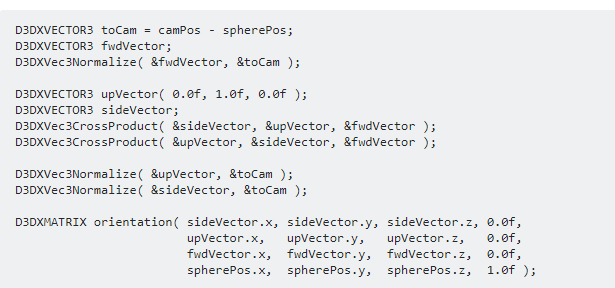 D3DXVECTOR3 toCam = camPos - spherePos;
D3DXVECTOR3 fwdVector;
D3DXVec3Normalize( &fwdVector, &toCam );
D3DXVECTOR3 upVector( 0.0f, 1.0f, 0.0f );
D3DXVECTOR3 sideVector;
D3DXVec3CrossProduct( &sideVector, &upVector, &fwdVector );
D3DXVec3CrossProduct( &upVector, &sideVector, &fwdVector );
D3DXVec3Normalize( &upVector, &toCam );
D3DXVec3Normalize( &sideVector, &toCam );
D3DXMATRIX orientation( sideVector.x, sideVector.y, sideVector.z, 0.0f,
upVector.x, upVector.y, upVector.z, 0.0f,
fwdVector.x, fwdVector.y, fwdVector.z, 0.0f,
spherePos.x, spherePos.y, spherePos.z, 1.0f );